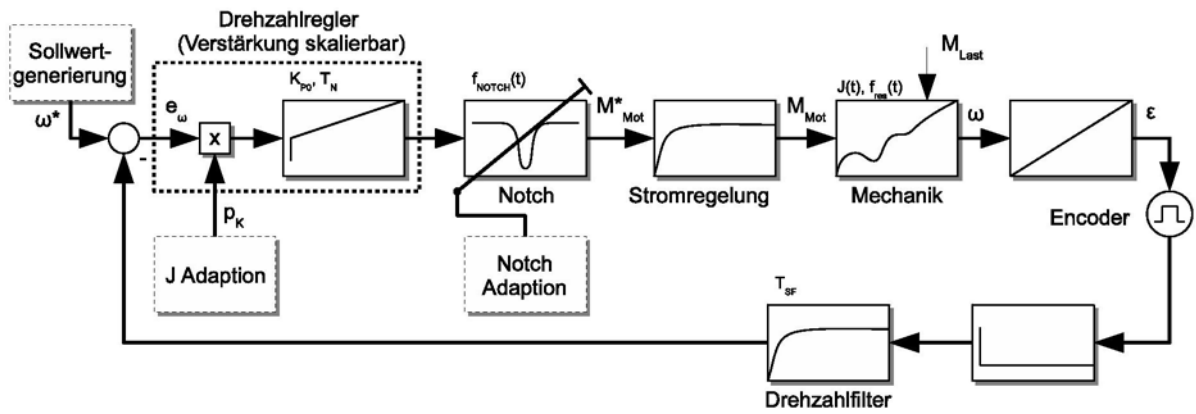 Drehzahlregler
(Verstärkung skalierbar)
Sollwert-
generierung
K_P0, T_N
f_NOTCH(t)
M_Last
J(t), f_res(t)
ω*
e_ω
x
-
M*_Mot
M_Mot
ω
ε
Notch
Stromregelung
Mechanik
Encoder
p_K
J Adaption
Notch
Adaption
T_SF
Drehzahlfilter